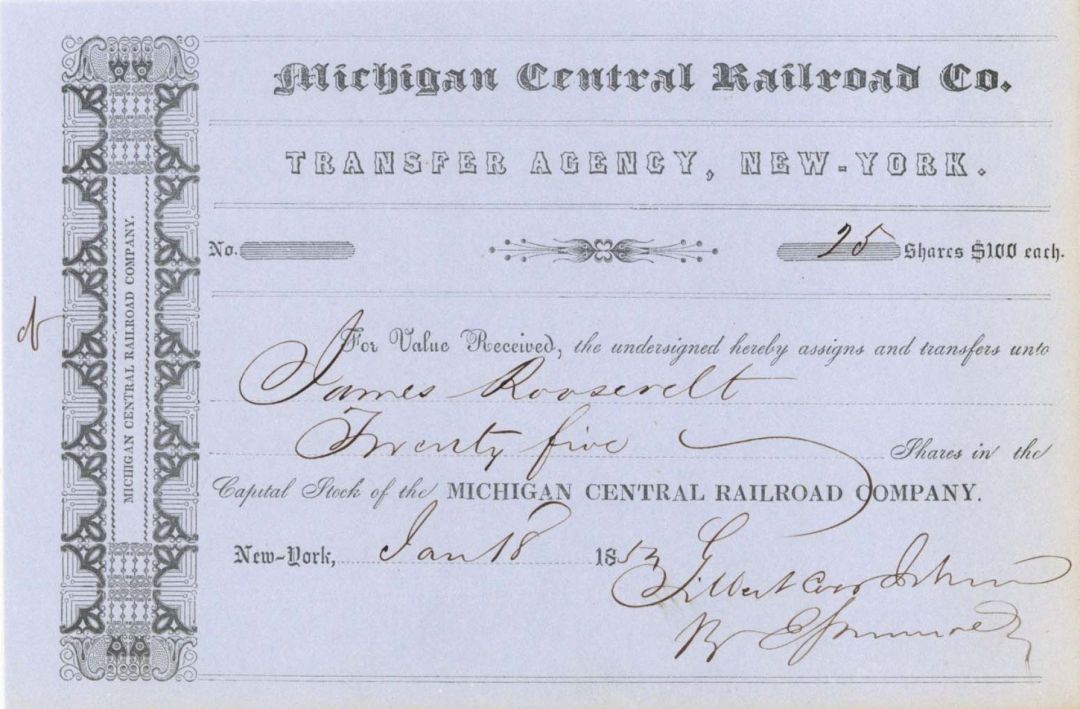 Michigan Central Railroad Co.
TRANSFER AGENCY, NEW-YORK.
No. 25 Shares $100 each.
For Value Received, the undersigned hereby assigns and transfers unto
James Roosevelt
Twenty five Shares in the
Capital Stock of the MICHIGAN CENTRAL RAILROAD COMPANY.
New-York, Jan 18 185
Gilbert
By
MICHIGAN CENTRAL RAILROAD COMPANY.